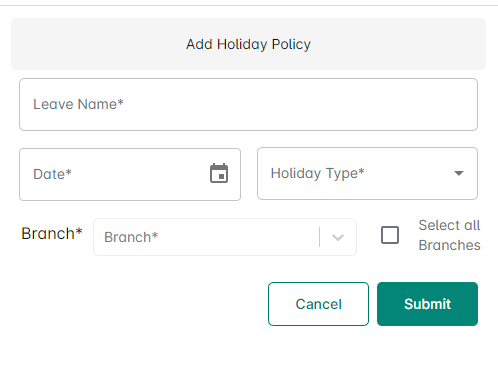 Add Holiday Policy
Leave Name*
Date*
Holiday Type*
Branch*
Branch*
Select all
Branches
Cancel
Submit